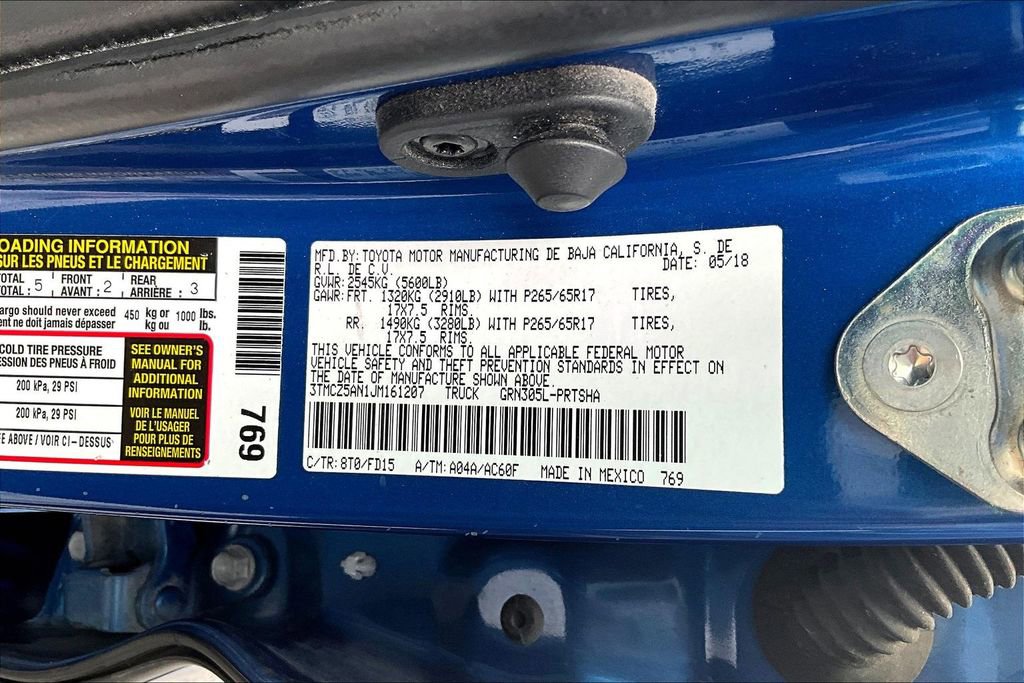 OADING INFORMATION
SUR LES PNEUS ET LE CHARGEMENT
TOTAL : 5 FRONT AVANT : 2 REAR ARRIÈRE : 3
argo should never exceed 450 kg or 1000 lbs.
ent ne doit jamais dépasser kg ou lb.
COLD TIRE PRESSURE
ESSION DES PNEUS À FROID
200 kPa, 29 PSI
200 kPa, 29 PSI
EE ABOVE / VOIR CI - DESSUS
SEE OWNER'S
MANUAL FOR
ADDITIONAL
INFORMATION
VOIR LE MANUEL
DE L'USAGER
POUR PLUS DE
RENSEIGNEMENTS
769
MFD.BY:TOYOTA MOTOR MANUFACTURING DE BAJA CALIFORNIA, S. DE
R.L. DE C.V. DATE: 05/18
GVWR:2545KG (5600LB)
GAWR:FRT. 1320KG (2910LB) WITH P265/65R17 TIRES,
17X7.5 RIMS.
RR. 1490KG (3280LB) WITH P265/65R17 TIRES,
17X7.5 RIMS.
THIS VEHICLE CONFORMS TO ALL APPLICABLE FEDERAL MOTOR
VEHICLE SAFETY AND THEFT PREVENTION STANDARDS IN EFFECT ON
THE DATE OF MANUFACTURE SHOWN ABOVE.
3TMCZ5AN1JM161207 TRUCK GRN305L-PRTSHA
C/TR:8T0/FD15 A/TM:A04A/AC60F MADE IN MEXICO 769